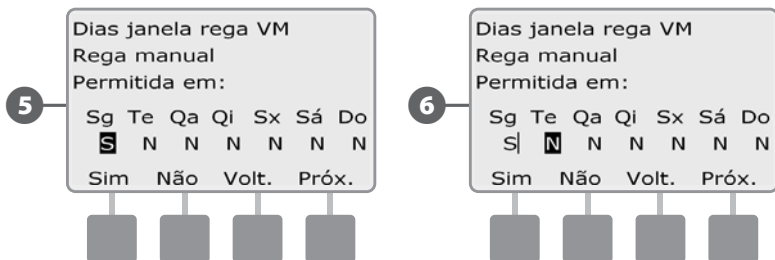 5
Dias janela rega VM
Rega manual
Permitida em:
Sg Te Qa Qi Sx Sá Do
S N N N N N N
Sim Não Volt. Próx.
6
Dias janela rega VM
Rega manual
Permitida em:
Sg Te Qa Qi Sx Sá Do
S N N N N N N
Sim Não Volt. Próx.